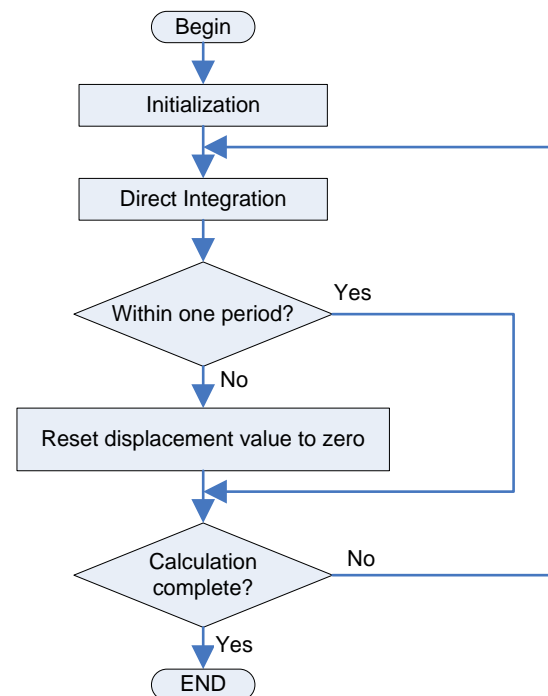 Begin
Initialization
Direct Integration
Within one period?
Yes
No
Reset displacement value to zero
Calculation
complete?
No
Yes
END